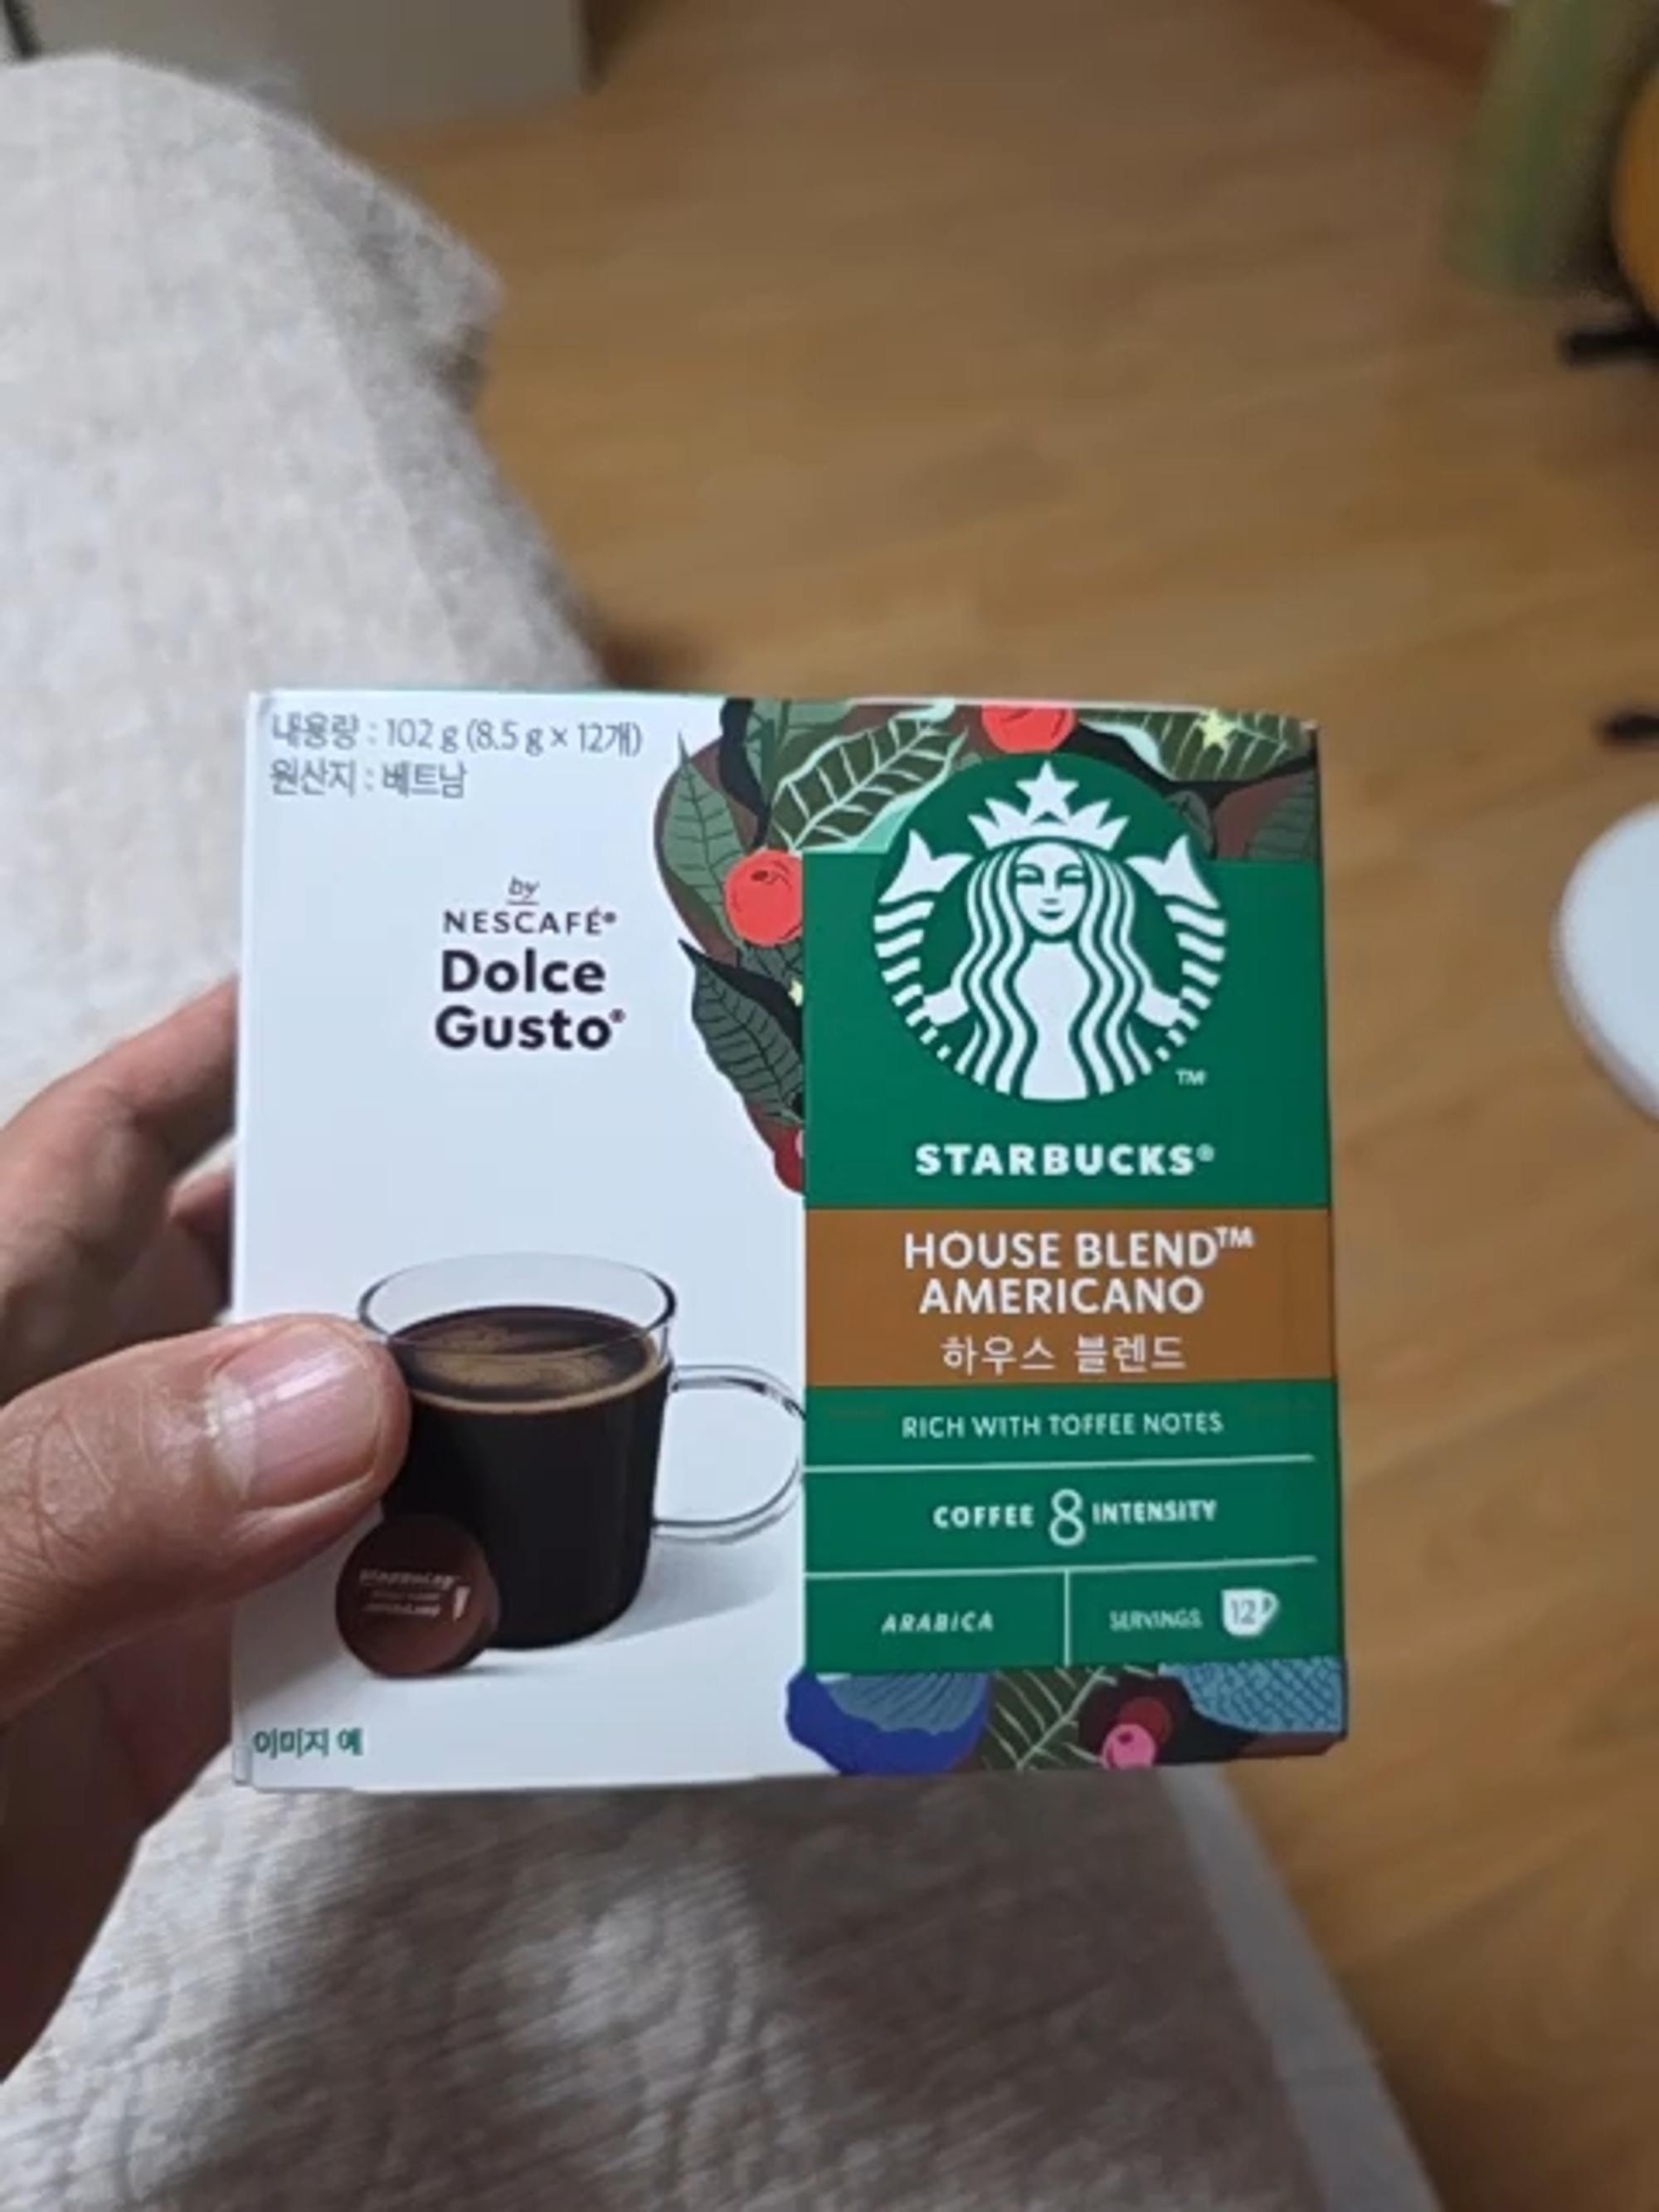 내용량 : 102 g (8.5 g × 12개)
원산지 : 베트남
by
NESCAFÉ®
Dolce
Gusto®
TM
STARBUCKS®
HOUSE BLEND™
AMERICANO
하우스 블렌드
RICH WITH TOFFEE NOTES
COFFEE 8 INTENSITY
ARABICA
SERVINGS 12
이미지 예